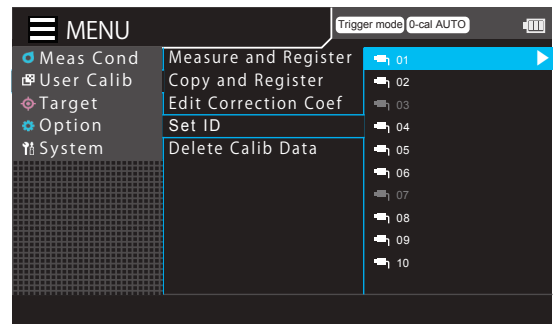 MENU
Trigger mode 0-cal AUTO
Meas Cond
User Calib
Target
Option
System
Measure and Register
Copy and Register
Edit Correction Coef
Set ID
Delete Calib Data
01
02
03
04
05
06
07
08
09
10